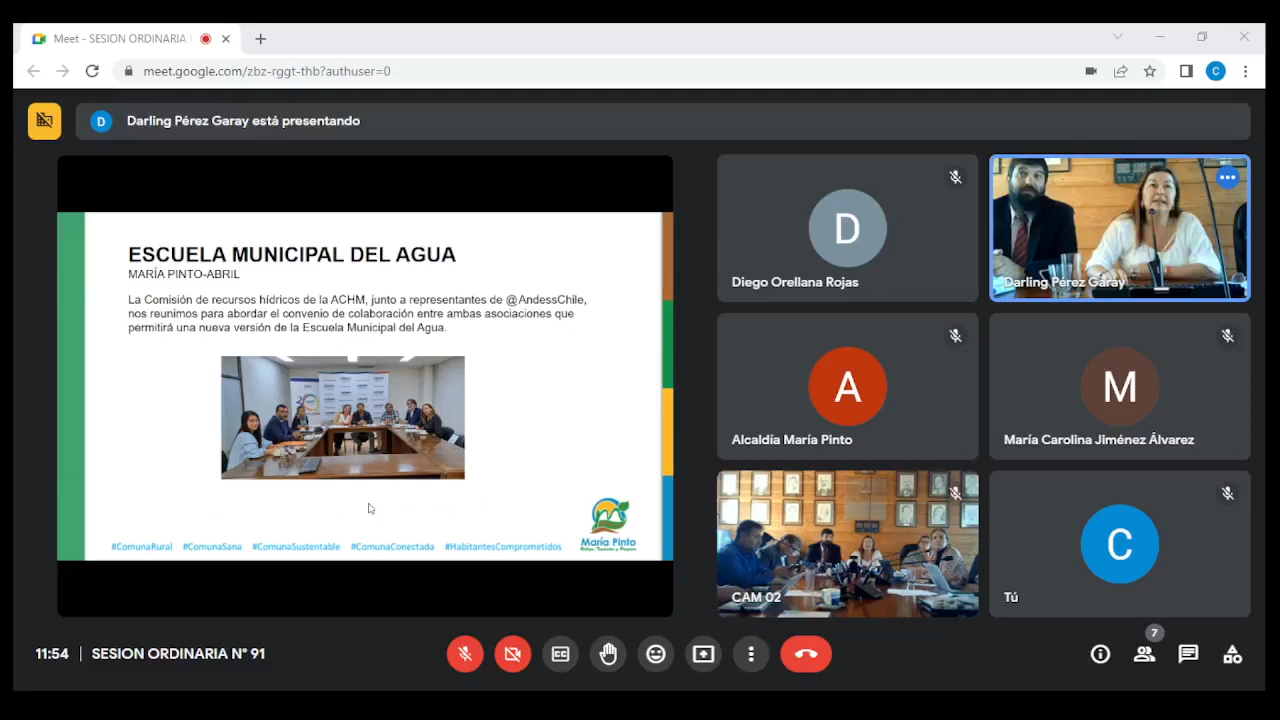 Meet - SESION ORDINARIA
meet.google.com/zbz-rggt-thb?authuser=0
C
D
Darling Pérez Garay está presentando
ESCUELA MUNICIPAL DEL AGUA
MARÍA PINTO-ABRIL
La Comisión de recursos hídricos de la ACHM, junto a representantes de @AndessChile,
nos reunimos para abordar el convenio de colaboración entre ambas asociaciones que
permitirá una nueva versión de la Escuela Municipal del Agua.
María Pinto
#ComunaRural #ComunaSana #ComunaSustentable #ComunaConectada #HabitantesComprometidos
D
Diego Orellana Rojas
Darling Pérez Garay
A
Alcaldía María Pinto
M
María Carolina Jiménez Álvarez
CAM 02
C
Tú
11:54 | SESION ORDINARIA N° 91
CC
7